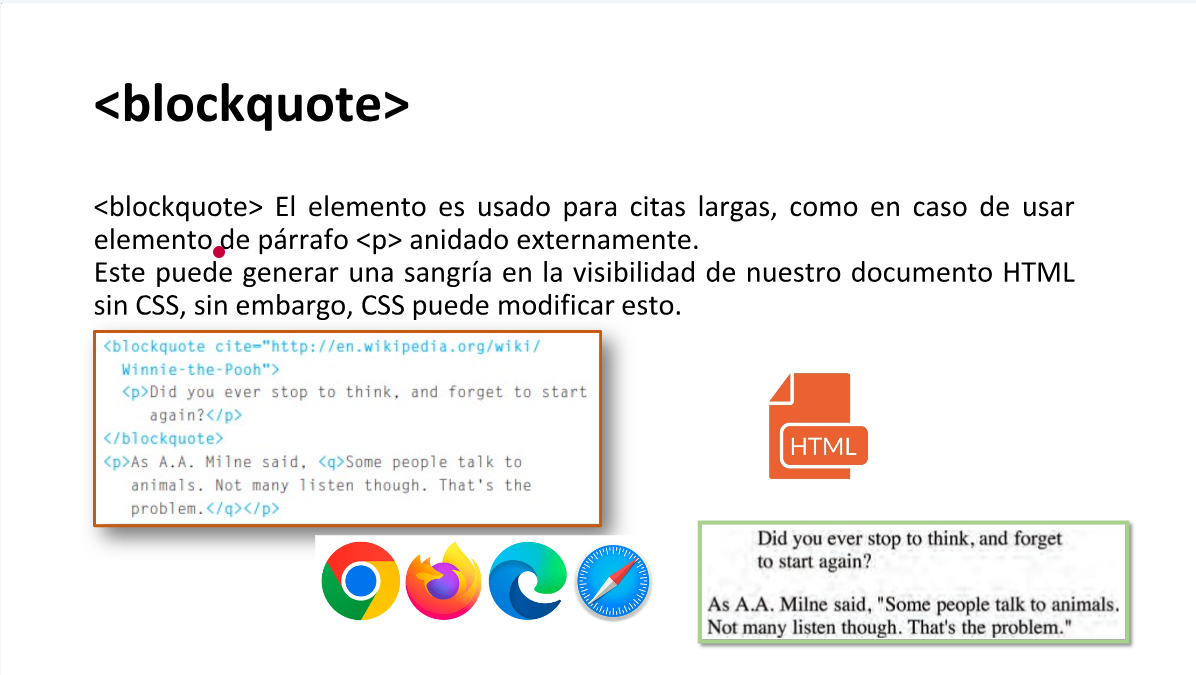 <blockquote>
<blockquote> El elemento es usado para citas largas, como en caso de usar
elemento de párrafo <p> anidado externamente.
Este puede generar una sangría en la visibilidad de nuestro documento HTML
sin CSS, sin embargo, CSS puede modificar esto.
<blockquote cite="http://en.wikipedia.org/wiki/
Winnie-the-Pooh">
<p>Did you ever stop to think, and forget to start
again?</p>
</blockquote>
<p>As A.A. Milne said, <q>Some people talk to
animals. Not many listen though. That's the
problem.</q></p>
HTML
Did you ever stop to think, and forget
to start again?
As A.A. Milne said, "Some people talk to animals.
Not many listen though. That's the problem."